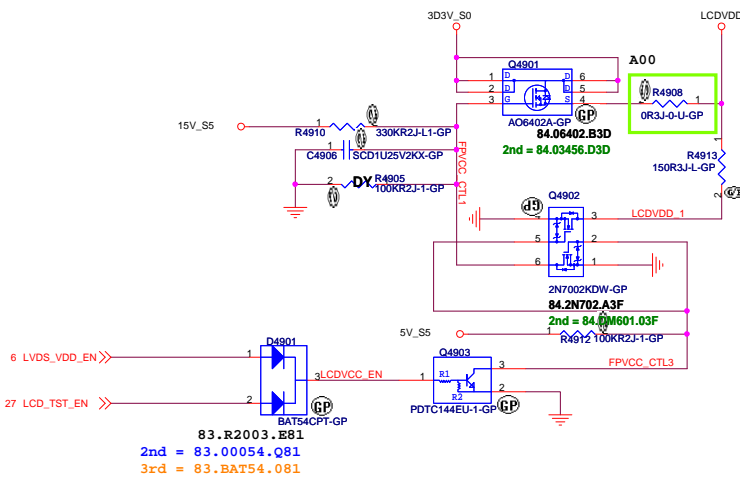 3D3V_S0
LCDVDD
A00
Q4901
1 D D 6
2 D D 5
3 G S 4
AO6402A-GP
GP
84.06402.B3D
2nd = 84.03456.D3D
R4908
1
0R3J-0-U-GP
15V_S5
1
R4910
330KR2J-L1-GP
1
C4906
SCD1U25V2KX-GP
2
DY
R4905
100KR2J-1-GP
FPVCC_CTL1
1
R4913
150R3J-L-GP
2
Q4902
GP
4 3
5 2
6 1
LCDVDD_1
2N7002KDW-GP
84.2N702.A3F
2nd = 84.DM601.03F
5V_S5
1
R4912 100KR2J-1-GP
FPVCC_CTL3
6 LVDS_VDD_EN
27 LCD_TST_EN
D4901
1
2
3
LCDVCC_EN
GP
BAT54CPT-GP
83.R2003.E81
2nd = 83.00054.Q81
3rd = 83.BAT54.081
Q4903
1
R1
R2
3
2
PDTC144EU-1-GP
GP